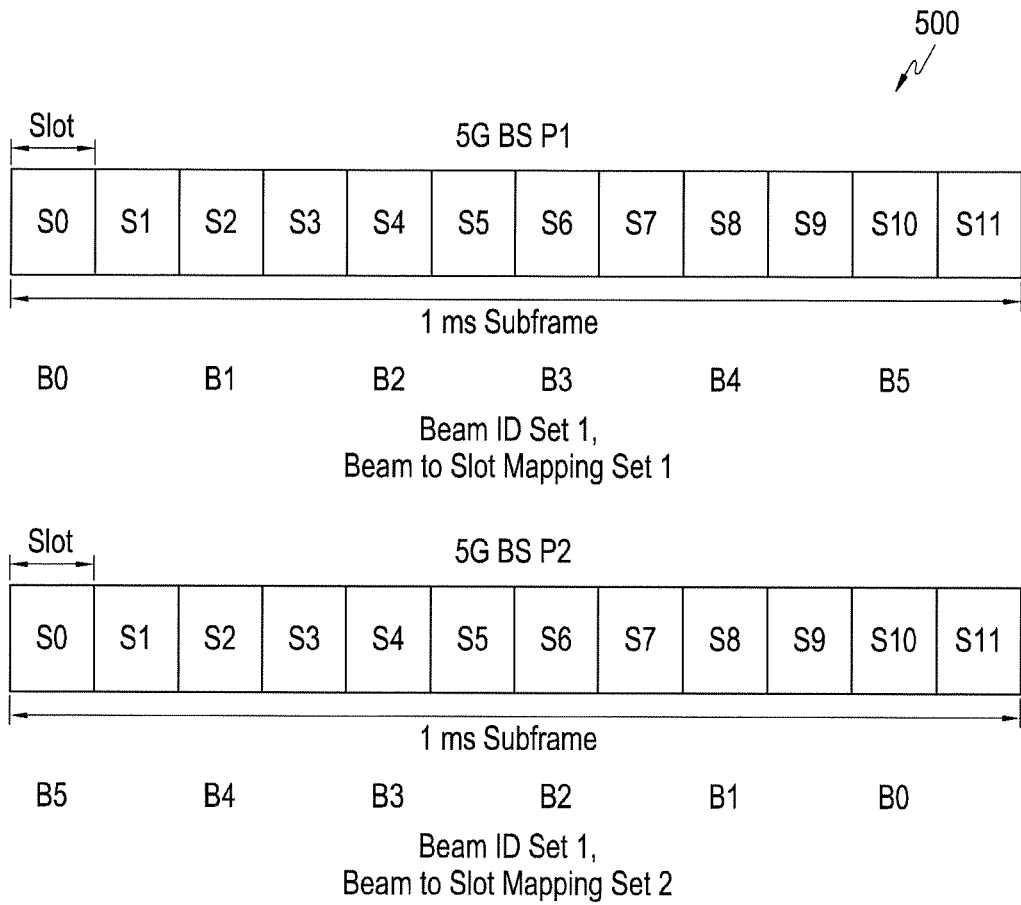 500
Slot
5G BS P1
S0 S1 S2 S3 S4 S5 S6 S7 S8 S9 S10 S11
1 ms Subframe
B0 B1 B2 B3 B4 B5
Beam ID Set 1,
Beam to Slot Mapping Set 1
Slot
5G BS P2
S0 S1 S2 S3 S4 S5 S6 S7 S8 S9 S10 S11
1 ms Subframe
B5 B4 B3 B2 B1 B0
Beam ID Set 1,
Beam to Slot Mapping Set 2